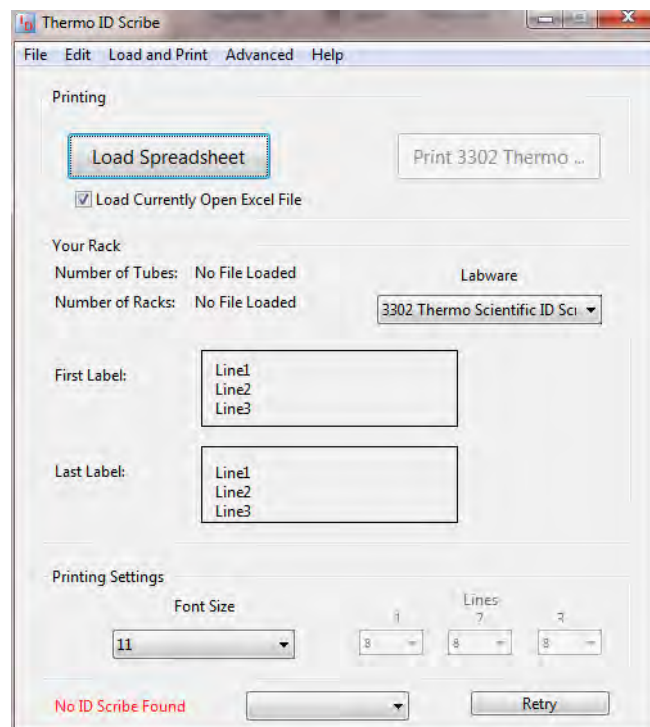 Thermo ID Scribe
File Edit Load and Print Advanced Help
Printing
Load Spreadsheet Print 3302 Thermo ...
Load Currently Open Excel File
Your Rack
Number of Tubes: No File Loaded Labware
Number of Racks: No File Loaded 3302 Thermo Scientific ID Scr
First Label: Line1
Line2
Line3
Last Label: Line1
Line2
Line3
Printing Settings
Font Size Lines
1 2 3
11 8 8 8
No ID Scribe Found Retry